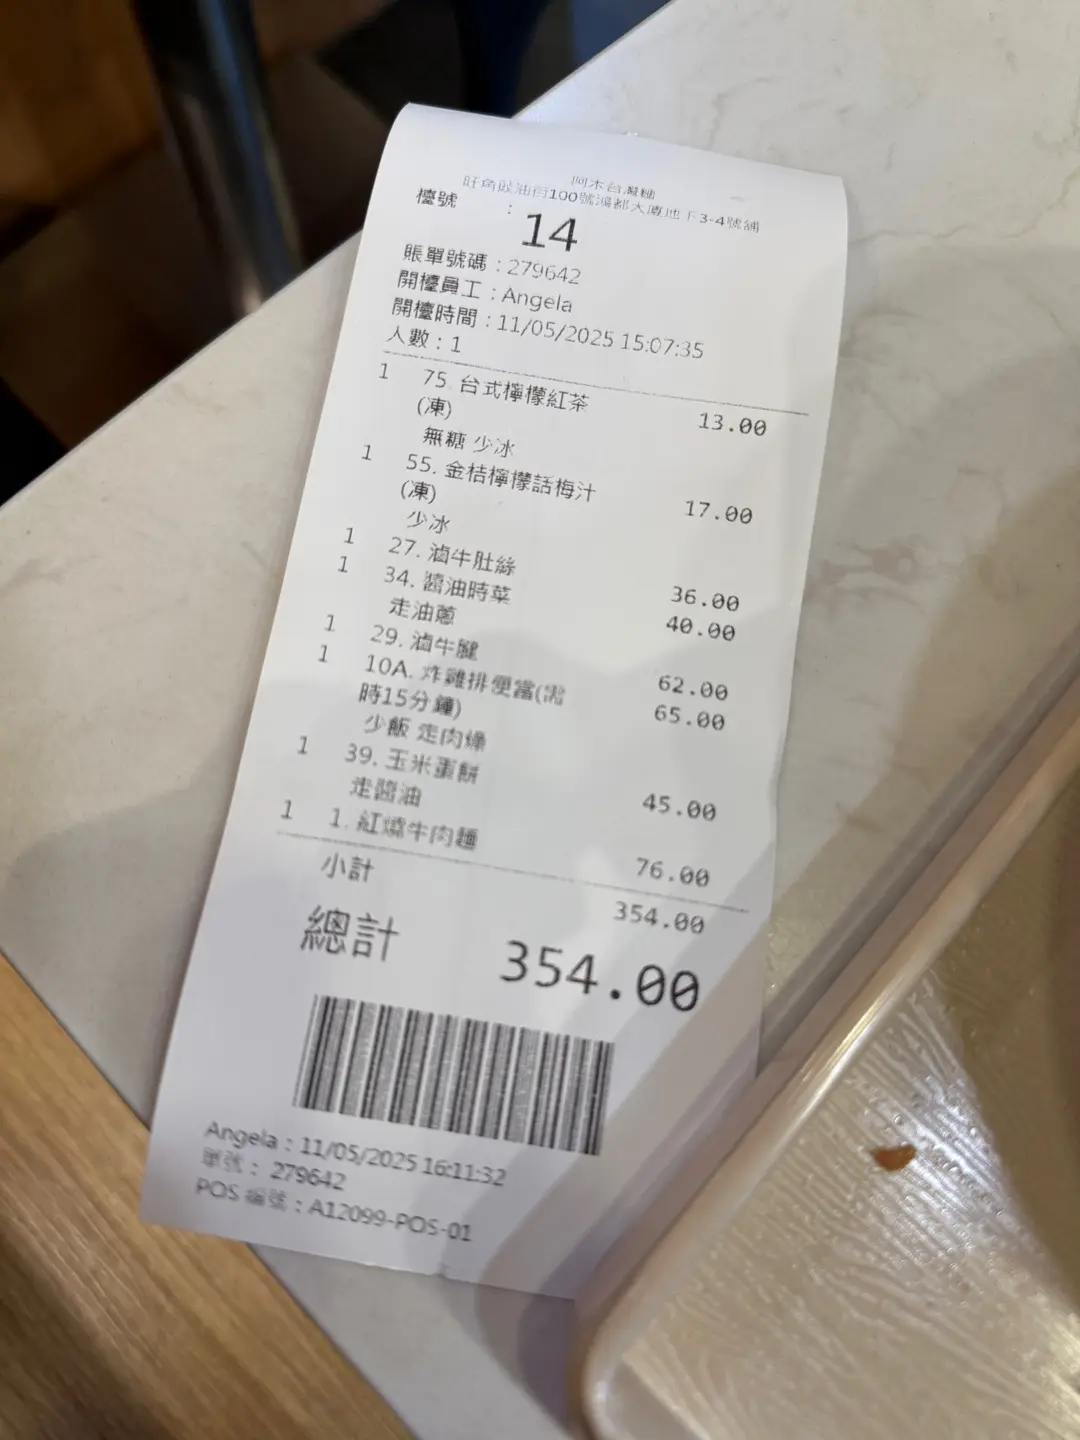 阿木台灣麵
旺角豉油街100號鴻都大廈地下3-4號舖
檯號 : 14
賬單號碼 : 279642
開檯員工 : Angela
開檯時間 : 11/05/2025 15:07:35
人數 : 1
1 75. 台式檸檬紅茶 13.00
(凍)
無糖 少冰
1 55. 金桔檸檬話梅汁 17.00
(凍)
少冰
1 27. 滷牛肚絲 36.00
1 34. 醬油時菜 40.00
走油蔥
1 29. 滷牛腱 62.00
1 10A. 炸雞排便當(需 65.00
時15分鐘)
少飯 走肉燥
1 39. 玉米蛋餅 45.00
走醬油
1 1. 紅燒牛肉麵 76.00
小計 354.00
總計 354.00
Angela : 11/05/2025 16:11:32
單號 : 279642
POS 編號 : A12099-POS-01